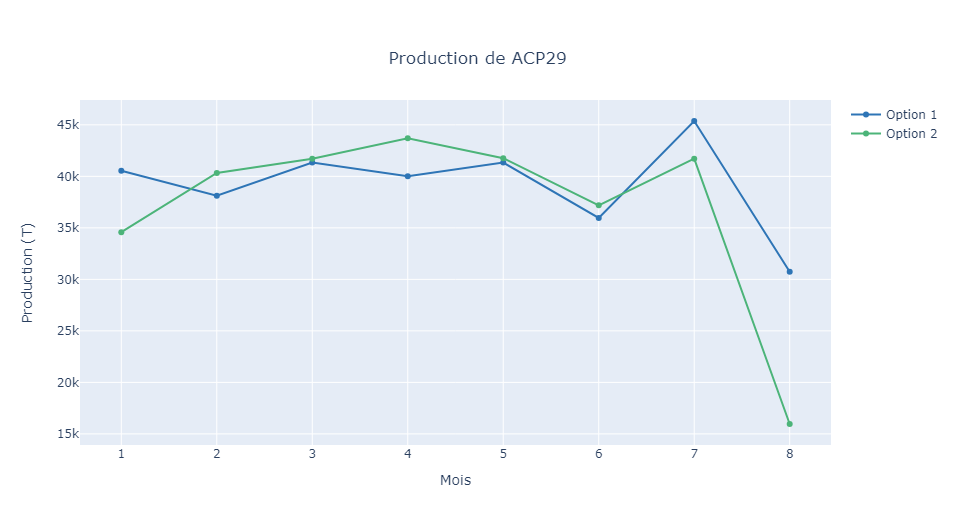 Production de ACP29
Option 1
Option 2
45k
40k
35k
30k
25k
20k
15k
Production (T)
1 2 3 4 5 6 7 8
Mois